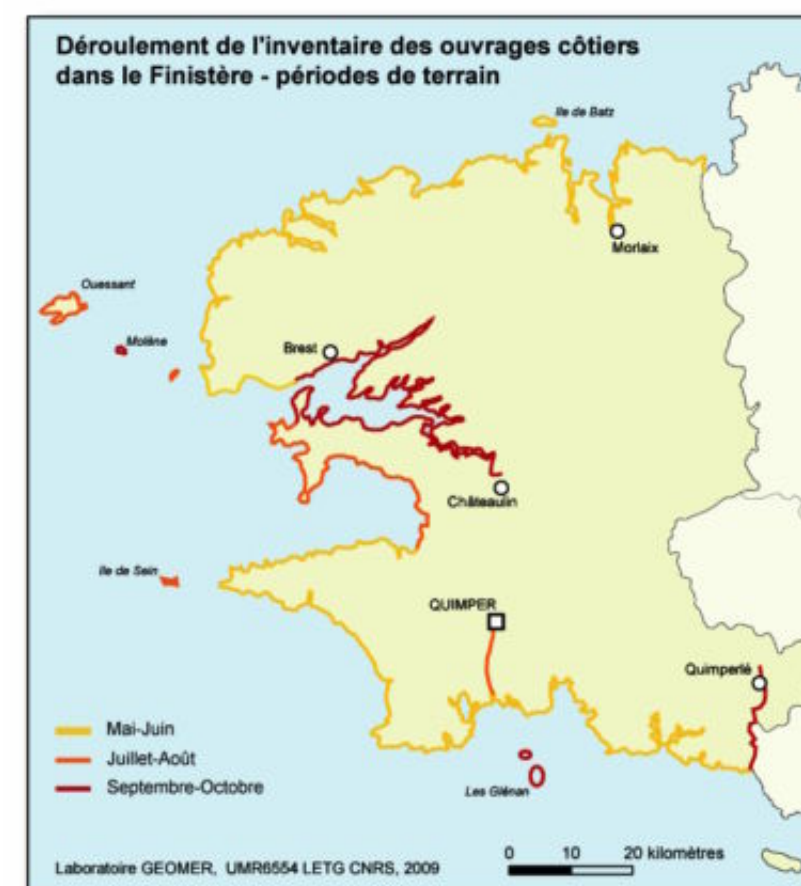 Déroulement de l'inventaire des ouvrages côtiers
dans le Finistère - périodes de terrain
Ile de Batz
Morlaix
Ouessant
Molène
Brest
Châteaulin
Ile de Sein
QUIMPER
Quimperlé
Mai-Juin
Juillet-Août
Septembre-Octobre
Les Glénan
0 10 20 kilomètres
Laboratoire GEOMER, UMR6554 LETG CNRS, 2009